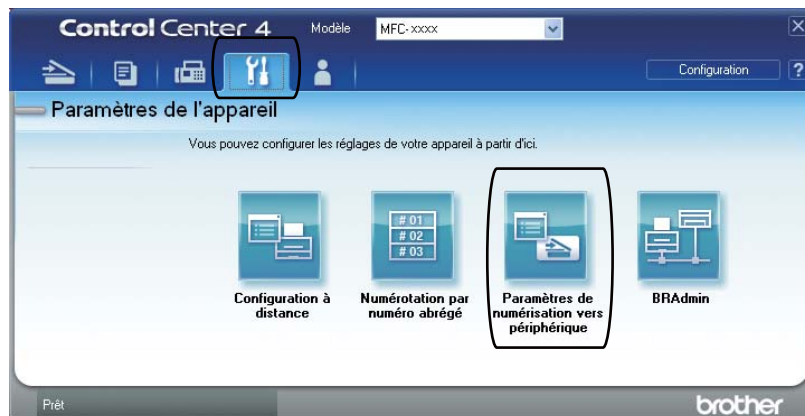 Control Center 4 Modèle MFC-xxxx
Configuration ?
Paramètres de l'appareil
Vous pouvez configurer les réglages de votre appareil à partir d'ici.
# 01
# 02
# 03
Configuration à
distance
Numérotation par
numéro abrégé
Paramètres de
numérisation vers
périphérique
BRAdmin
Prêt
brother